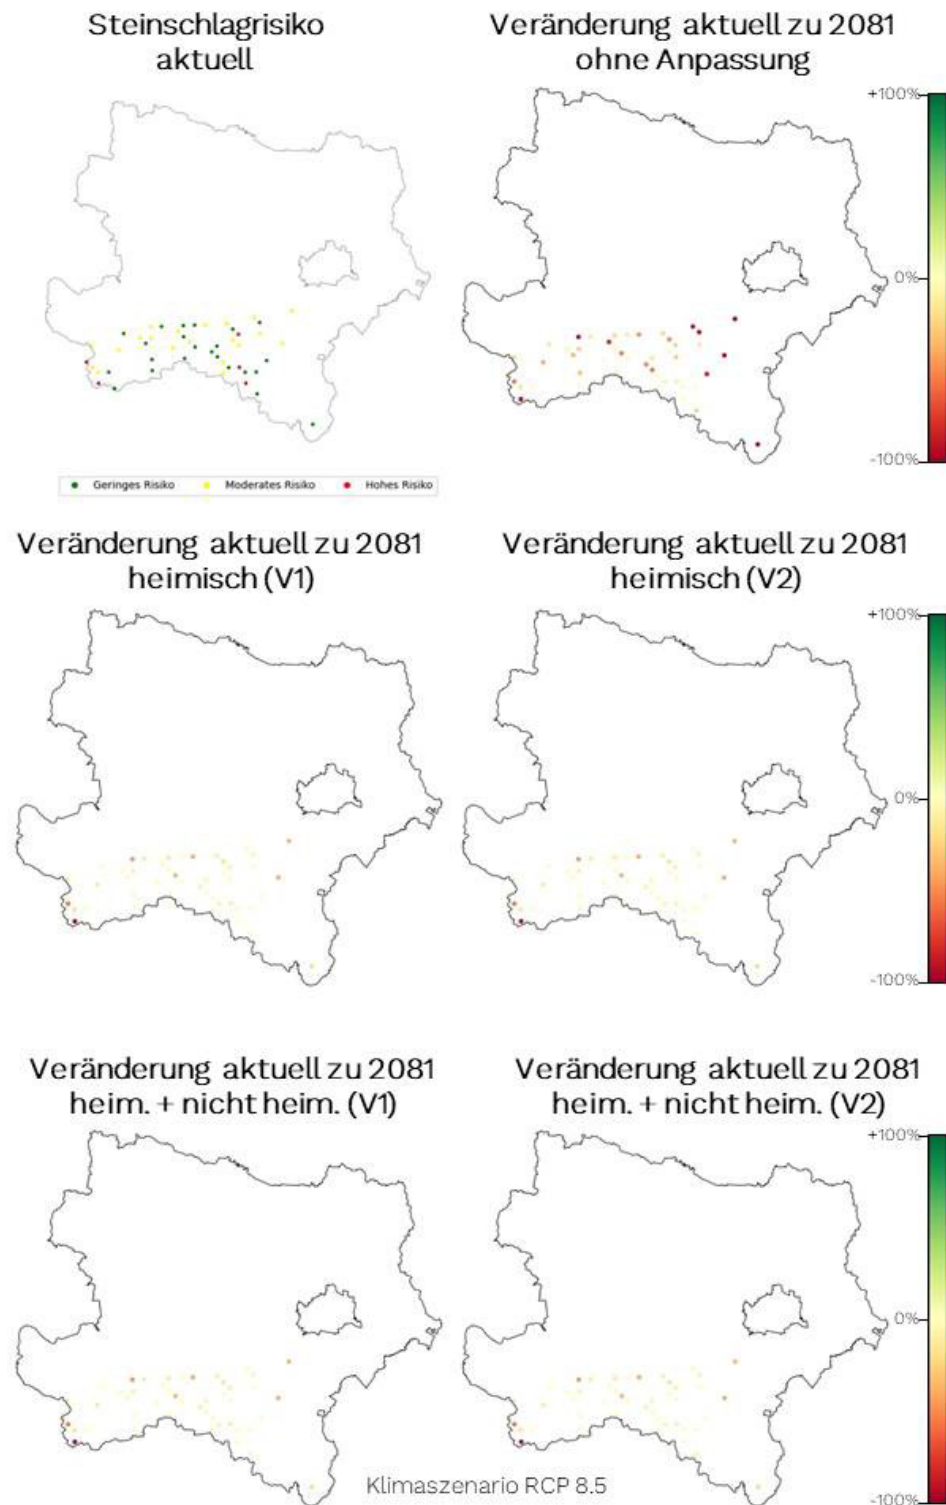 Steinschlagrisiko
aktuell
Veränderung aktuell zu 2081
ohne Anpassung
+100%
0%
-100%
Geringes Risiko
Moderates Risiko
Hohes Risiko
Veränderung aktuell zu 2081
heimisch (V1)
Veränderung aktuell zu 2081
heimisch (V2)
+100%
0%
-100%
Veränderung aktuell zu 2081
heim. + nicht heim. (V1)
Veränderung aktuell zu 2081
heim. + nicht heim. (V2)
+100%
0%
-100%
Klimaszenario RCP 8.5